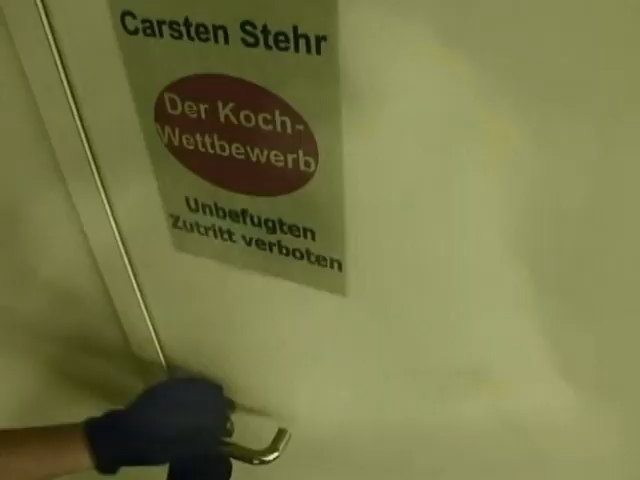 Carsten Stehr
Der Koch-
Wettbewerb
Unbefugten
Zutritt verboten